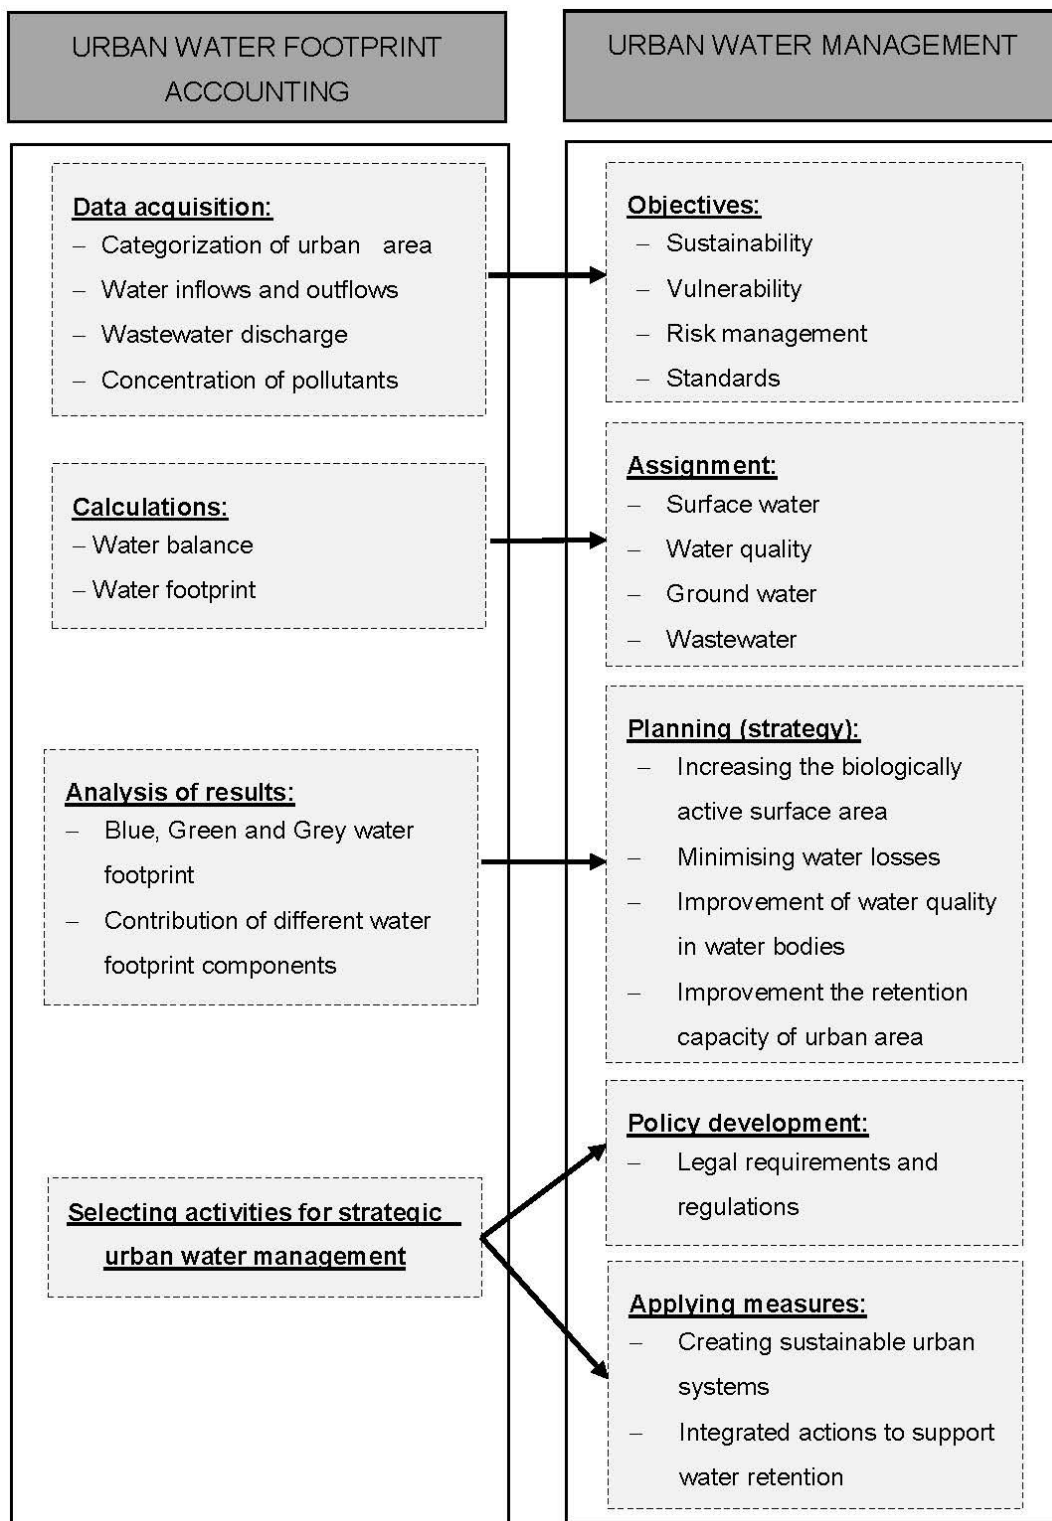 URBAN WATER FOOTPRINT
ACCOUNTING
Data acquisition:
– Categorization of urban area
– Water inflows and outflows
– Wastewater discharge
– Concentration of pollutants
Calculations:
– Water balance
– Water footprint
Analysis of results:
– Blue, Green and Grey water
footprint
– Contribution of different water
footprint components
Selecting activities for strategic
urban water management
URBAN WATER MANAGEMENT
Objectives:
– Sustainability
– Vulnerability
– Risk management
– Standards
Assignment:
– Surface water
– Water quality
– Ground water
– Wastewater
Planning (strategy):
– Increasing the biologically
active surface area
– Minimising water losses
– Improvement of water quality
in water bodies
– Improvement the retention
capacity of urban area
Policy development:
– Legal requirements and
regulations
Applying measures:
– Creating sustainable urban
systems
– Integrated actions to support
water retention